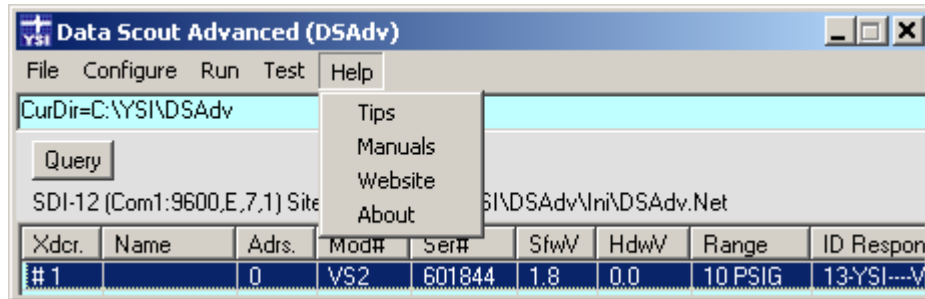 YSI Data Scout Advanced (DSAdv)
File Configure Run Test Help
CurDir=C:\YSI\DSAdv
Tips
Manuals
Website
About
Query
SDI-12 (Com1:9600,E,7,1) Site SI\DSAdv\Ini\DSAdv.Net
Xdcr. Name Adrs. Mod# Ser# SfwV HdwV Range ID Respon
# 1 0 VS2 601844 1.8 0.0 10 PSIG 13-YSI----V